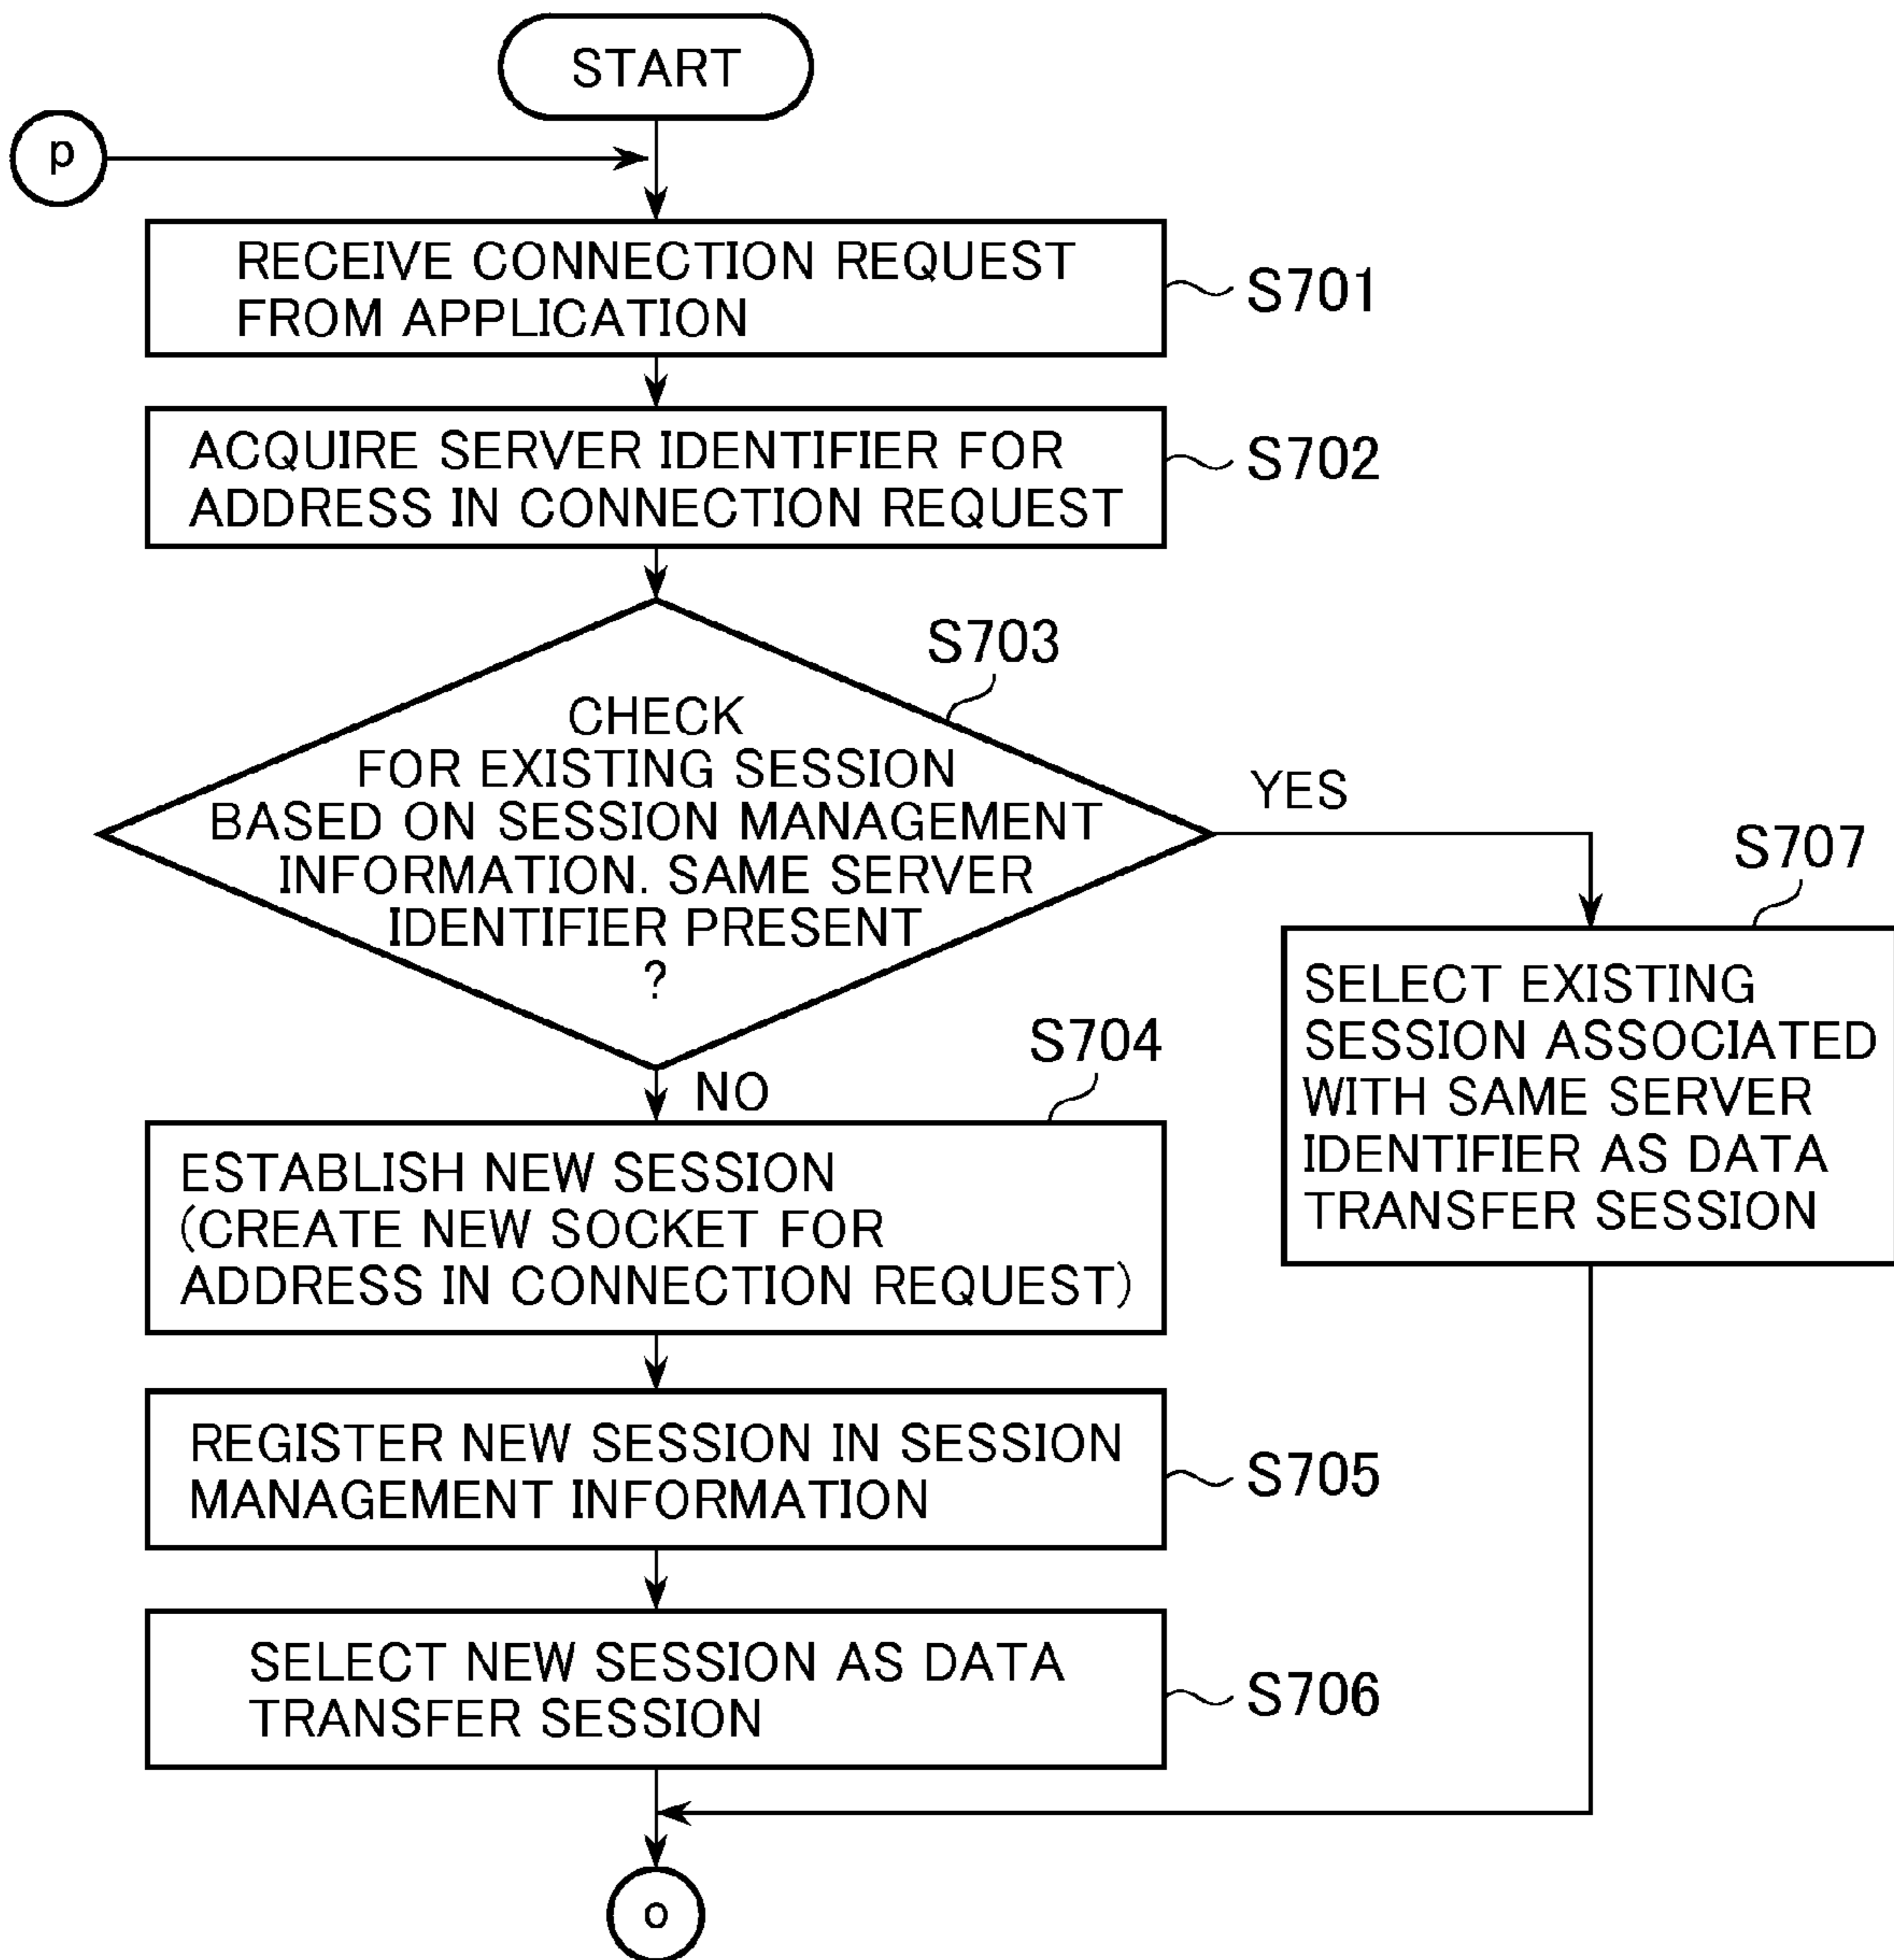 START
p
RECEIVE CONNECTION REQUEST
FROM APPLICATION
S701
ACQUIRE SERVER IDENTIFIER FOR
ADDRESS IN CONNECTION REQUEST
S702
S703
CHECK
FOR EXISTING SESSION
BASED ON SESSION MANAGEMENT
INFORMATION. SAME SERVER
IDENTIFIER PRESENT
?
YES
S707
SELECT EXISTING
SESSION ASSOCIATED
WITH SAME SERVER
IDENTIFIER AS DATA
TRANSFER SESSION
NO
S704
ESTABLISH NEW SESSION
(CREATE NEW SOCKET FOR
ADDRESS IN CONNECTION REQUEST)
REGISTER NEW SESSION IN SESSION
MANAGEMENT INFORMATION
S705
SELECT NEW SESSION AS DATA
TRANSFER SESSION
S706
o